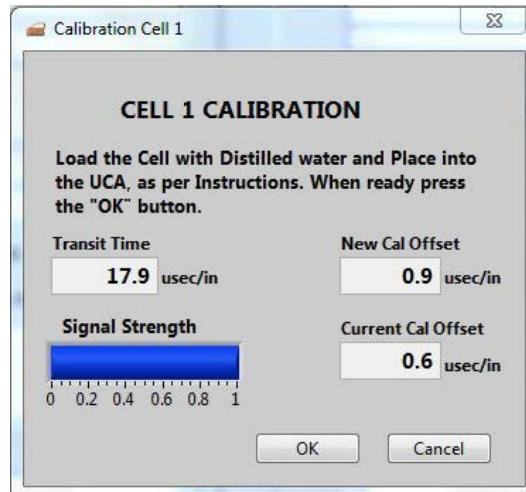 Calibration Cell 1
CELL 1 CALIBRATION
Load the Cell with Distilled water and Place into
the UCA, as per Instructions. When ready press
the "OK" button.
Transit Time
17.9 usec/in
New Cal Offset
0.9 usec/in
Signal Strength
0 0.2 0.4 0.6 0.8 1
Current Cal Offset
0.6 usec/in
OK Cancel